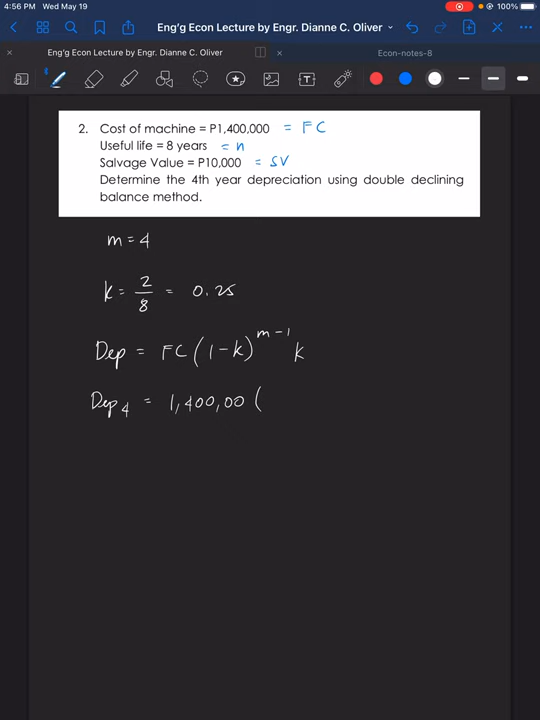 4:56 PM Wed May 19
100%
Eng'g Econ Lecture by Engr. Dianne C. Oliver
Eng'g Econ Lecture by Engr. Dianne C. Oliver
Econ-notes-8
2. Cost of machine = P1,400,000 = FC
Useful life = 8 years = n
Salvage Value = P10,000 = SV
Determine the 4th year depreciation using double declining
balance method.
m = 4
k = 2/8 = 0.25
Dep = FC (1-k)^m-1 k
Dep4 = 1,400,00 (